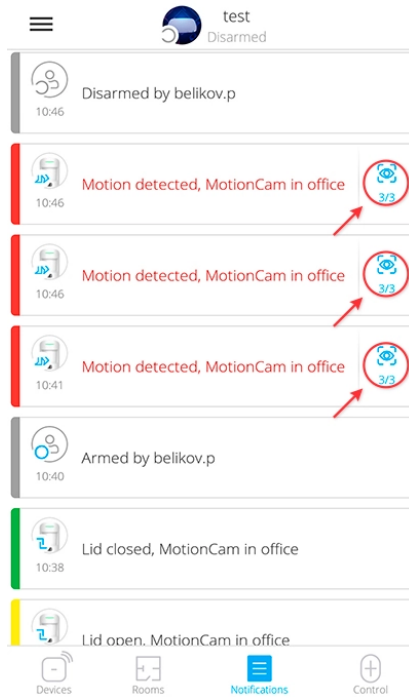 test
Disarmed
Disarmed by belikov.p
10:46
Motion detected, MotionCam in office
3/3
10:46
Motion detected, MotionCam in office
3/3
10:46
Motion detected, MotionCam in office
3/3
10:41
Armed by belikov.p
10:40
Lid closed, MotionCam in office
10:38
Lid open, MotionCam in office
Devices
Rooms
Notifications
Control